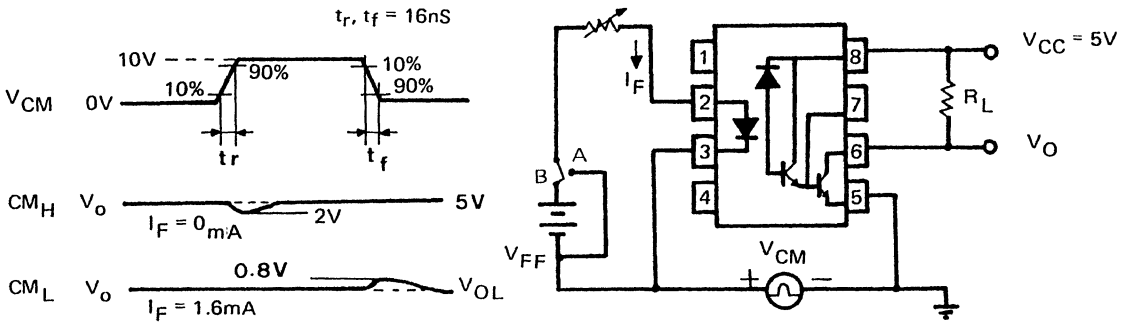 tr, tf = 16nS
10V
90%
10%
10%
90%
VCM
0V
tr
tf
CMH Vo
5V
IF = 0mA
2V
0.8V
CML Vo
VOL
IF = 1.6mA
IF
1
2
3
4
8
7
6
5
VCC = 5V
RL
VO
A
B
VFF
VCM
+
−